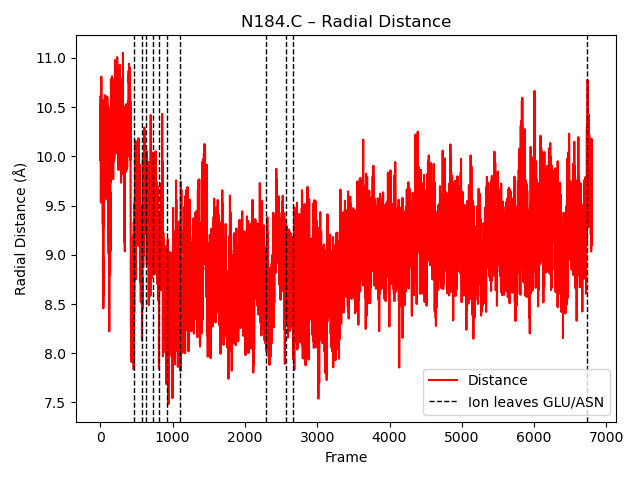 N184.C – Radial Distance
Radial Distance (Å)
11.0
10.5
10.0
9.5
9.0
8.5
8.0
7.5
0 1000 2000 3000 4000 5000 6000 7000
Frame
Distance
Ion leaves GLU/ASN